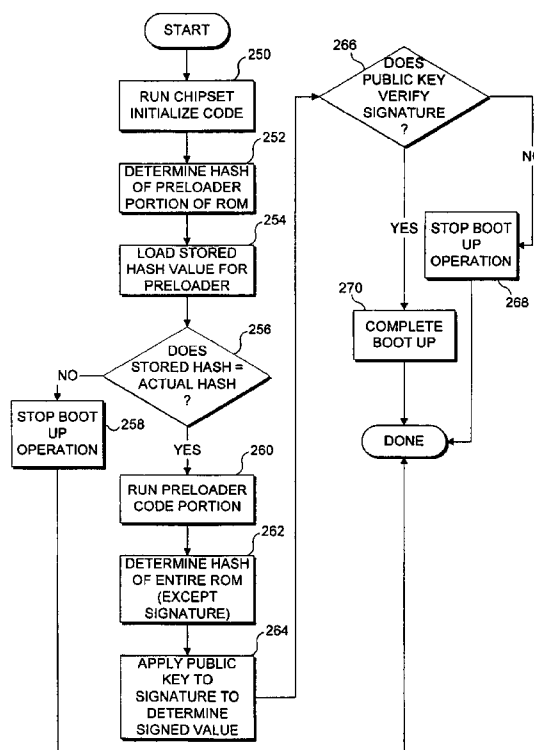 START
250
RUN CHIPSET
INITIALIZE CODE
252
DETERMINE HASH
OF PRELOADER
PORTION OF ROM
254
LOAD STORED
HASH VALUE FOR
PRELOADER
256
DOES
STORED HASH =
ACTUAL HASH
?
NO
STOP BOOT
UP
OPERATION
258
YES
260
RUN PRELOADER
CODE PORTION
262
DETERMINE HASH
OF ENTIRE ROM
(EXCEPT
SIGNATURE)
264
APPLY PUBLIC
KEY TO
SIGNATURE TO
DETERMINE
SIGNED VALUE
266
DOES
PUBLIC KEY
VERIFY
SIGNATURE
?
NO
YES
STOP BOOT
UP
OPERATION
268
270
COMPLETE
BOOT UP
DONE